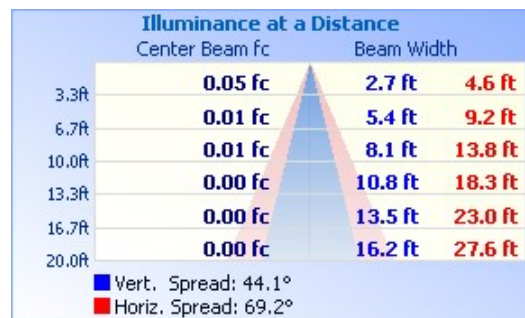 Illuminance at a Distance
Center Beam fc Beam Width
3.3ft 0.05 fc 2.7 ft 4.6 ft
6.7ft 0.01 fc 5.4 ft 9.2 ft
10.0ft 0.01 fc 8.1 ft 13.8 ft
13.3ft 0.00 fc 10.8 ft 18.3 ft
16.7ft 0.00 fc 13.5 ft 23.0 ft
20.0ft 0.00 fc 16.2 ft 27.6 ft
Vert. Spread: 44.1°
Horiz. Spread: 69.2°